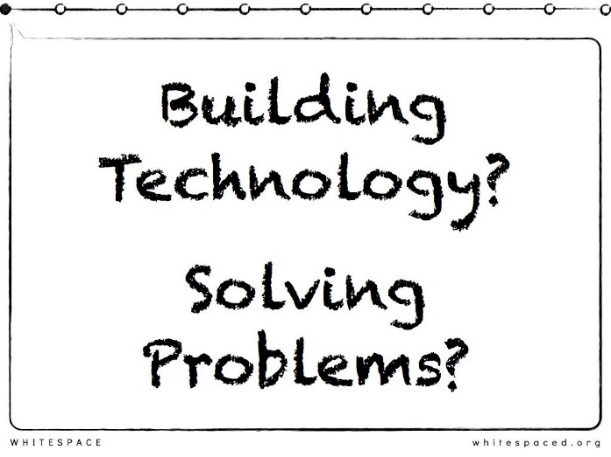 Building
Technology?
Solving
Problems?
WHITESPACE
whitespaced.org